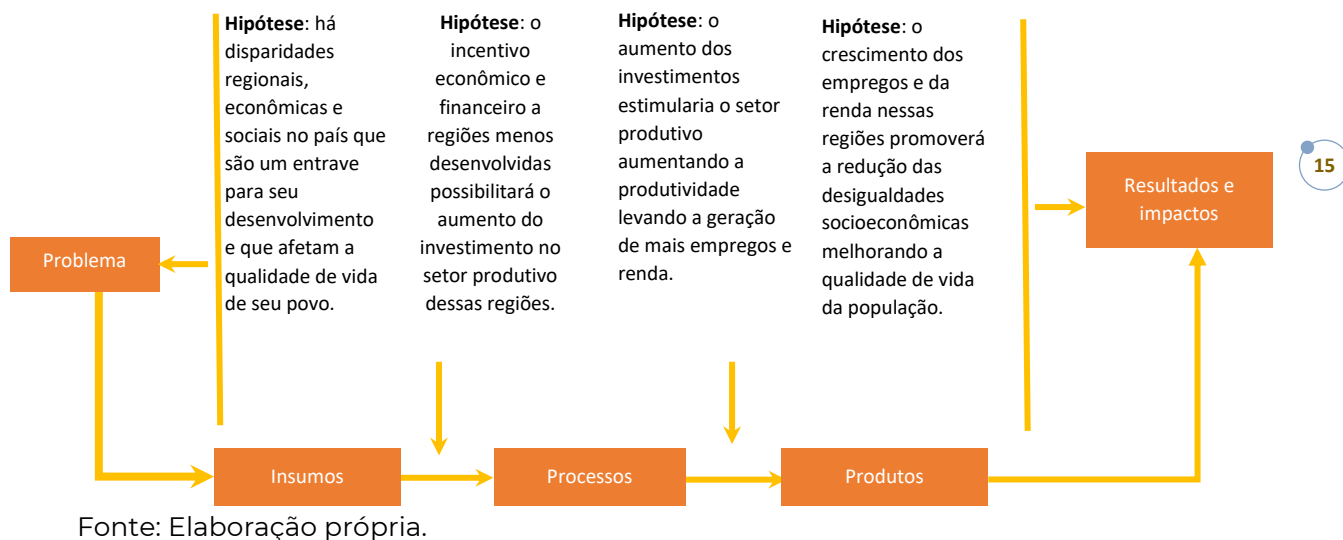 Hipótese: há
disparidades
regionais,
econômicas e
sociais no país que
são um entrave
para seu
desenvolvimento
e que afetam a
qualidade de vida
de seu povo.
Hipótese: o
incentivo
econômico e
financeiro a
regiões menos
desenvolvidas
possibilitará o
aumento do
investimento no
setor produtivo
dessas regiões.
Hipótese: o
aumento dos
investimentos
estimularia o setor
produtivo
aumentando a
produtividade
levando a geração
de mais empregos e
renda.
Hipótese: o
crescimento dos
empregos e da
renda nessas
regiões promoverá
a redução das
desigualdades
socioeconômicas
melhorando a
qualidade de vida
da população.
15
Resultados e
impactos
Problema
Insumos
Processos
Produtos
Fonte: Elaboração própria.